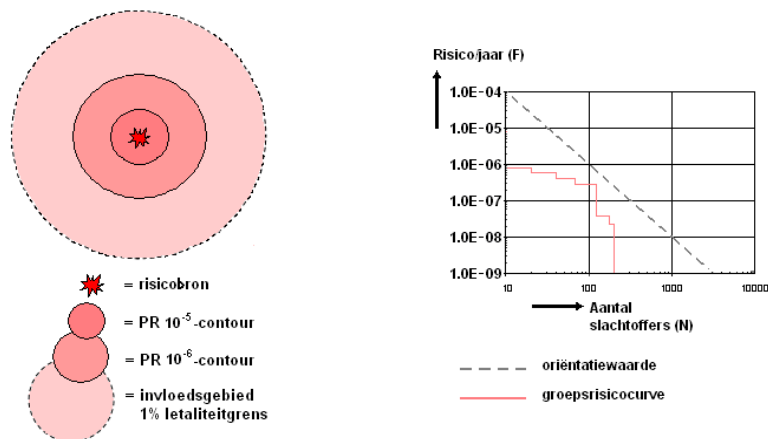 = risicobron
= PR 10⁻⁵-contour
= PR 10⁻⁶-contour
= invloedsgebied
1% letaliteitgrens
Risico/jaar (F)
1.0E-04
1.0E-05
1.0E-06
1.0E-07
1.0E-08
1.0E-09
10 100 1000 10000
Aantal
slachtoffers (N)
oriëntatiewaarde
groepsrisicocurve